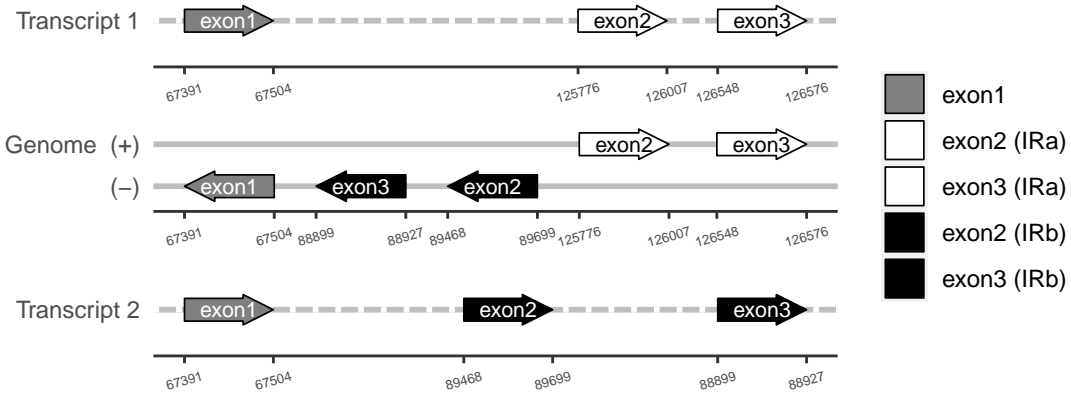 Transcript 1 exon1 exon2 exon3
67391 67504 125776 126007 126548 126576
Genome (+) exon2 exon3
(−) exon1 exon3 exon2
67391 67504 88899 88927 89468 89699 125776 126007 126548 126576
Transcript 2 exon1 exon2 exon3
67391 67504 89468 89699 88899 88927
exon1
exon2 (IRa)
exon3 (IRa)
exon2 (IRb)
exon3 (IRb)